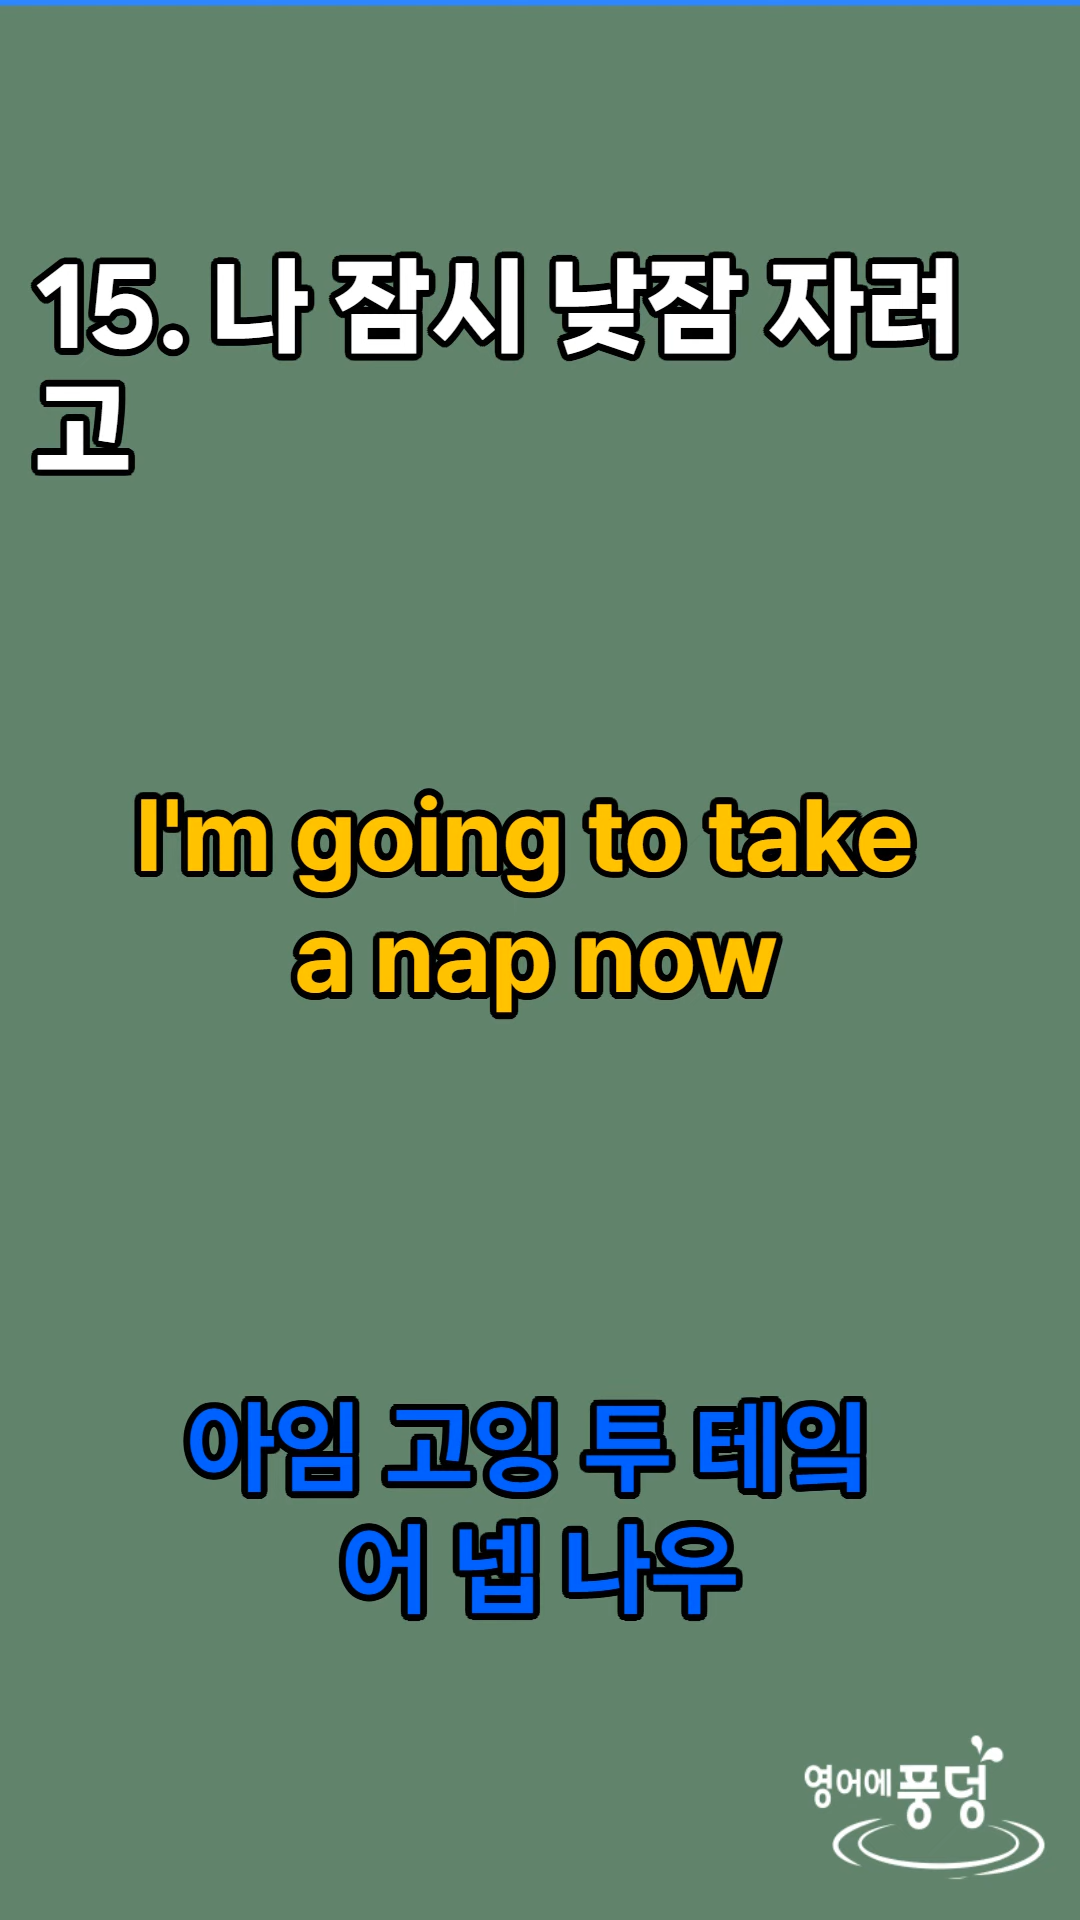 15. 나 잠시 낮잠 자려
고
I'm going to take
a nap now
아임 고잉 투 테잌
어 넵 나우
영어에풍덩